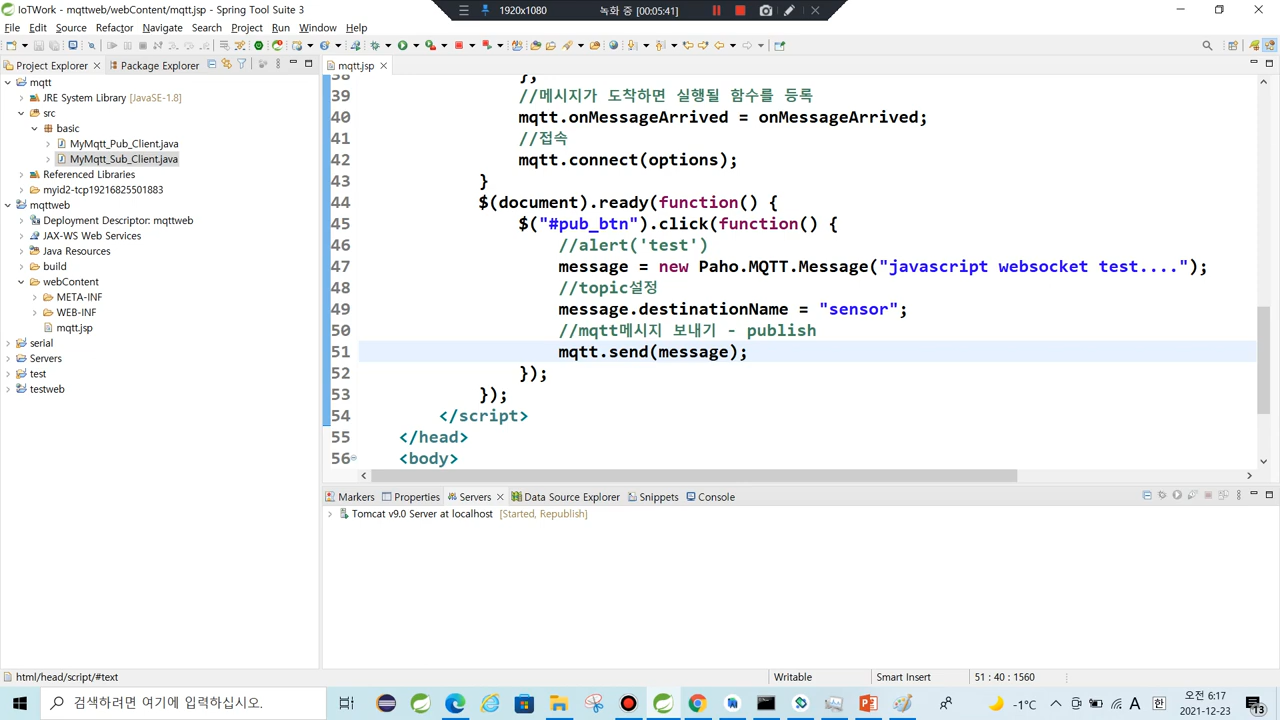 IoTWork - mqttweb/webContent/mqtt.jsp - Spring Tool Suite 3
1920x1080
녹화 중 [00:05:41]
File Edit Source Refactor Navigate Search Project Run Window Help
Project Explorer
Package Explorer
mqtt.jsp
mqtt
JRE System Library [JavaSE-1.8]
src
basic
MyMqtt_Pub_Client.java
MyMqtt_Sub_Client.java
Referenced Libraries
myid2-tcp19216825501883
mqttweb
Deployment Descriptor: mqttweb
JAX-WS Web Services
Java Resources
build
webContent
META-INF
WEB-INF
mqtt.jsp
serial
Servers
test
testweb
38 };
39 //메시지가 도착하면 실행될 함수를 등록
40 mqtt.onMessageArrived = onMessageArrived;
41 //접속
42 mqtt.connect(options);
43 }
44 $(document).ready(function() {
45 $("#pub_btn").click(function() {
46 //alert('test')
47 message = new Paho.MQTT.Message("javascript websocket test....");
48 //topic설정
49 message.destinationName = "sensor";
50 //mqtt메시지 보내기 - publish
51 mqtt.send(message);
52 });
53 });
54 </script>
55 </head>
56 <body>
Markers Properties Servers Data Source Explorer Snippets Console
Tomcat v9.0 Server at localhost [Started, Republish]
html/head/script/#text
Writable
Smart Insert
51 : 40 : 1560
검색하려면 여기에 입력하십시오.
-1°C
A
한
오전 6:17
2021-12-23
13